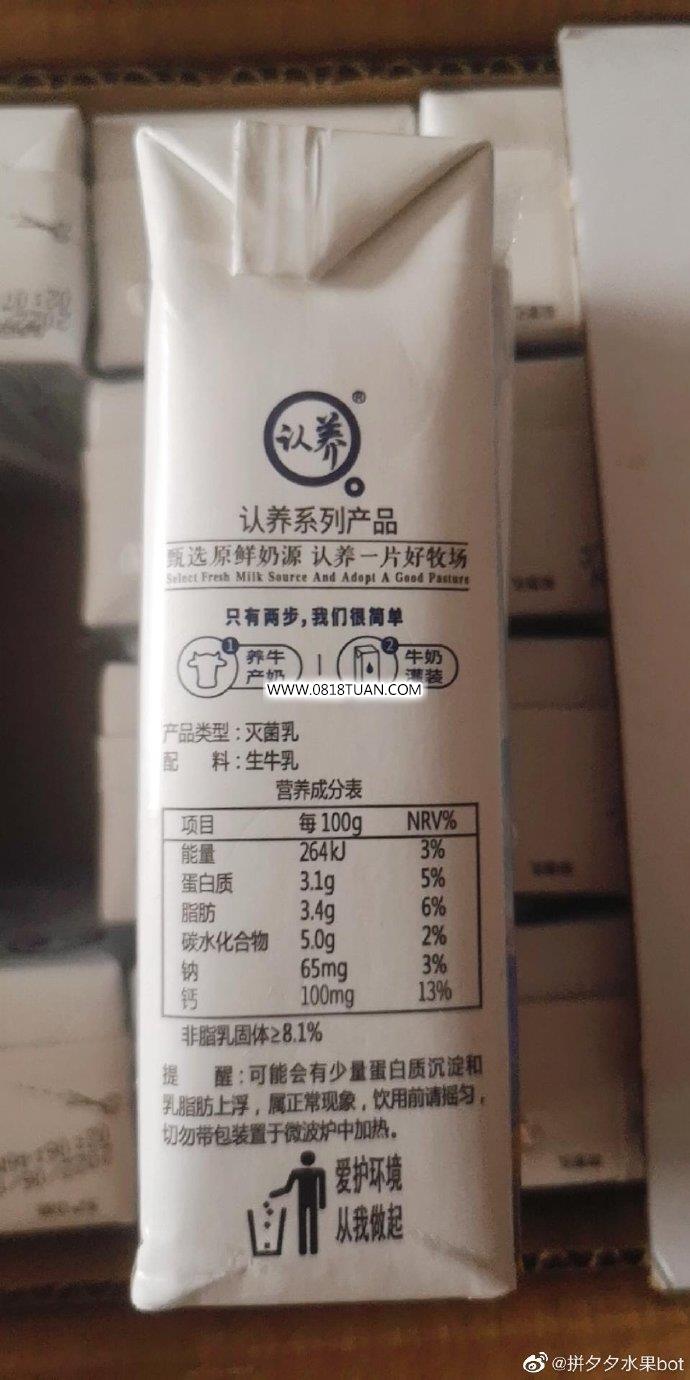 认养
®
认养系列产品
甄选原鲜奶源 认养一片好牧场
Select Fresh Milk Source And Adopt A Good Pasture
只有两步,我们很简单
1 养牛产奶 | 2 牛奶灌装
WWW.0818TUAN.COM
产品类型:灭菌乳
配 料:生牛乳
营养成分表
项目 每100g NRV%
能量 264kJ 3%
蛋白质 3.1g 5%
脂肪 3.4g 6%
碳水化合物 5.0g 2%
钠 65mg 3%
钙 100mg 13%
非脂乳固体≥8.1%
提 醒:可能会有少量蛋白质沉淀和
乳脂肪上浮,属正常现象,饮用前请摇匀,
切勿带包装置于微波炉中加热。
爱护环境
从我做起
@拼夕夕水果bot